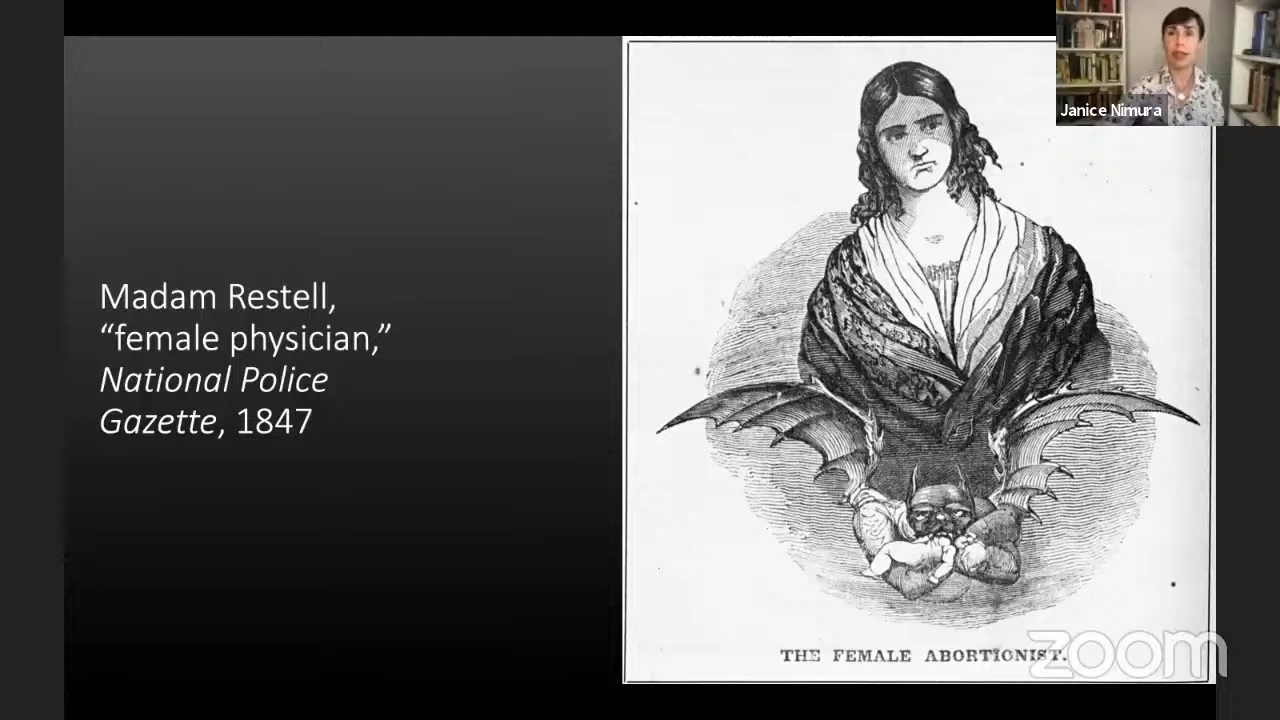 Janice Nimura
Madam Restell,
“female physician,”
National Police
Gazette, 1847
THE FEMALE ABORTIONIST.
zoom